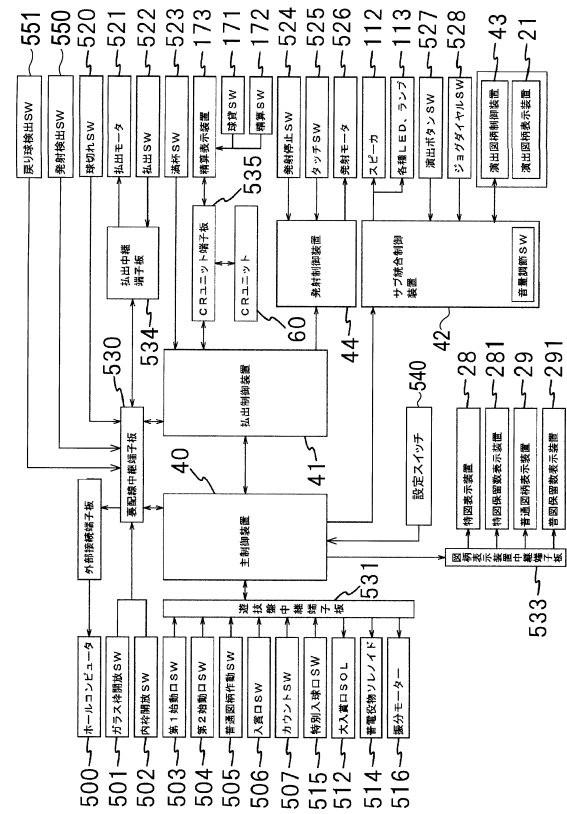 551
550
520
521
522
523
173
171
172
524
525
526
112
113
527
528
43
21
戻り球検出SW
発射検出SW
球切れSW
払出モータ
払出SW
満杯SW
精算表示装置
球貸SW
精算SW
発射停止SW
タッチSW
発射モータ
スピーカ
各種LED、ランプ
演出ボタンSW
ジョグダイヤルSW
演出図柄制御装置
演出図柄表示装置
払出中継
端子板
534
CRユニット端子板
535
CRユニット
60
発射制御装置
44
サブ統合制御
装置
音量調節SW
42
530
裏配線中継端子板
払出制御装置
41
外部接続端子板
40
主制御装置
540
設定スイッチ
28
281
29
291
特図表示装置
特図保留数表示装置
普通図柄表示装置
普図保留数表示装置
図柄表示装置中継端子板
533
遊技盤中継端子板
531
ホールコンピュータ
ガラス枠開放SW
内枠開放SW
第1始動口SW
第2始動口SW
普通図柄作動SW
入賞口SW
カウントSW
特別入球口SW
大入賞口SOL
普電役物ソレノイド
振分モーター
500
501
502
503
504
505
506
507
515
512
514
516